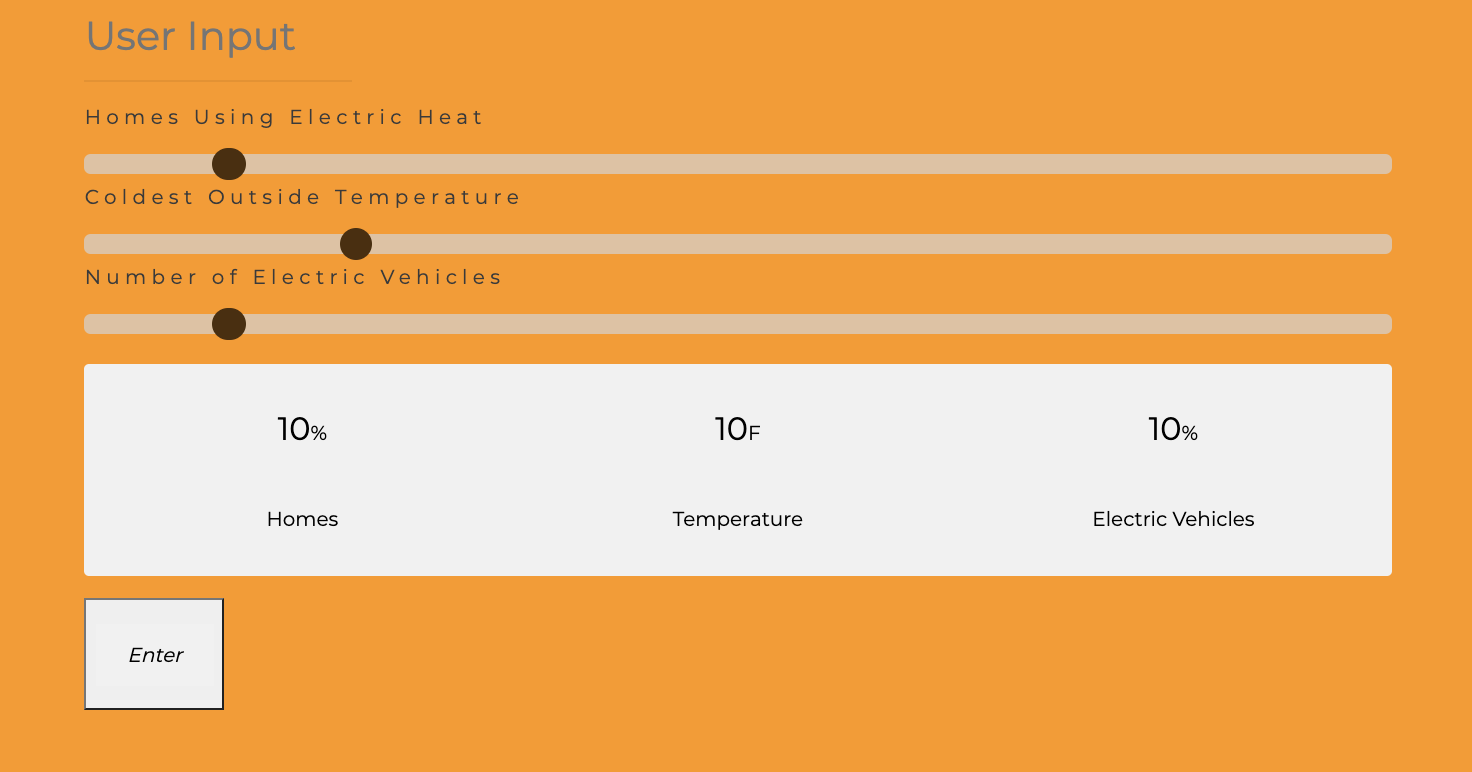 User Input
Homes Using Electric Heat
Coldest Outside Temperature
Number of Electric Vehicles
10% 10F 10%
Homes Temperature Electric Vehicles
Enter